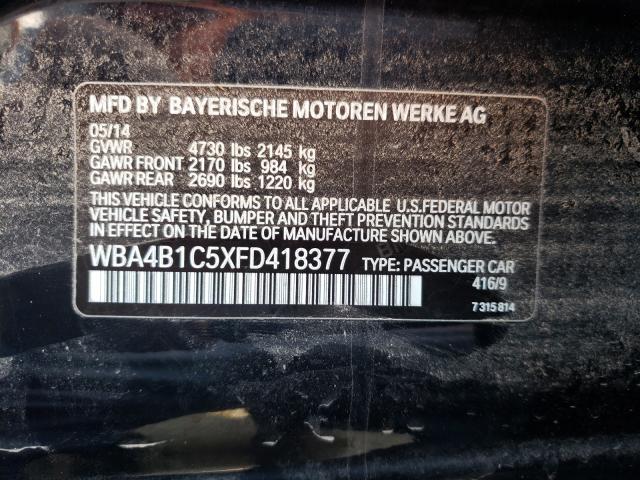 MFD BY BAYERISCHE MOTOREN WERKE AG
05/14
GVWR 4730 lbs 2145 kg
GAWR FRONT 2170 lbs 984 kg
GAWR REAR 2690 lbs 1220 kg
THIS VEHICLE CONFORMS TO ALL APPLICABLE U.S.FEDERAL MOTOR
VEHICLE SAFETY, BUMPER AND THEFT PREVENTION STANDARDS
IN EFFECT ON THE DATE OF MANUFACTURE SHOWN ABOVE.
WBA4B1C5XFD418377 TYPE: PASSENGER CAR
416/9
7315814